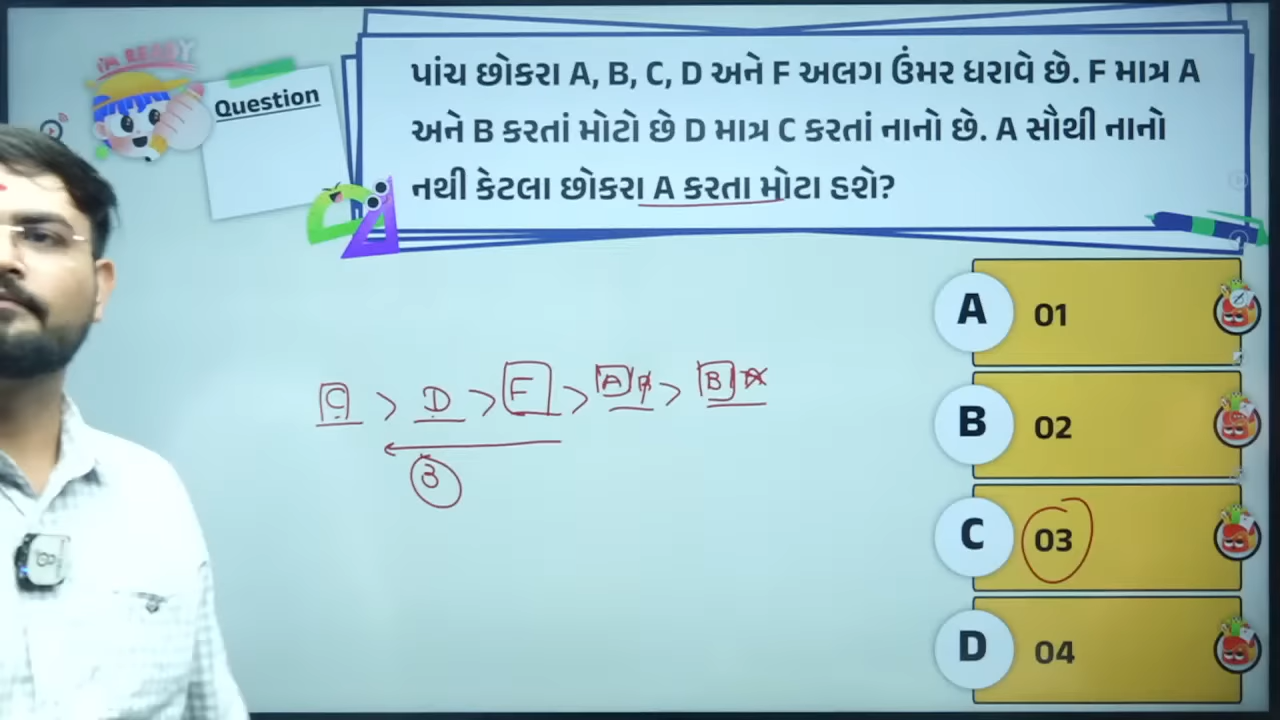 I'M READY
Question
પાંચ છોકરા A, B, C, D અને F અલગ ઉંમર ધરાવે છે. F માત્ર A
અને B કરતાં મોટો છે D માત્ર C કરતાં નાનો છે. A સૌથી નાનો
નથી કેટલા છોકરા A કરતા મોટા હશે?
C > D > F > A B > B A
3
A 01
B 02
C 03
D 04